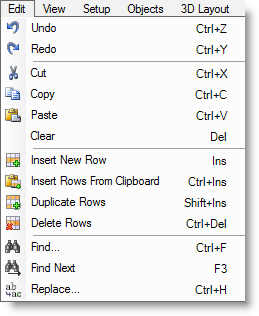 Edit View Setup Objects 3D Layout
Undo Ctrl+Z
Redo Ctrl+Y
Cut Ctrl+X
Copy Ctrl+C
Paste Ctrl+V
Clear Del
Insert New Row Ins
Insert Rows From Clipboard Ctrl+Ins
Duplicate Rows Shift+Ins
Delete Rows Ctrl+Del
Find... Ctrl+F
Find Next F3
ab
ac Replace... Ctrl+H